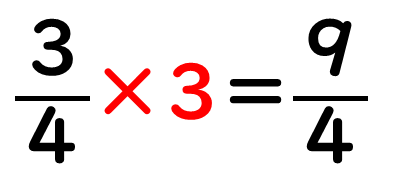 3/4 × 3 = 9/4